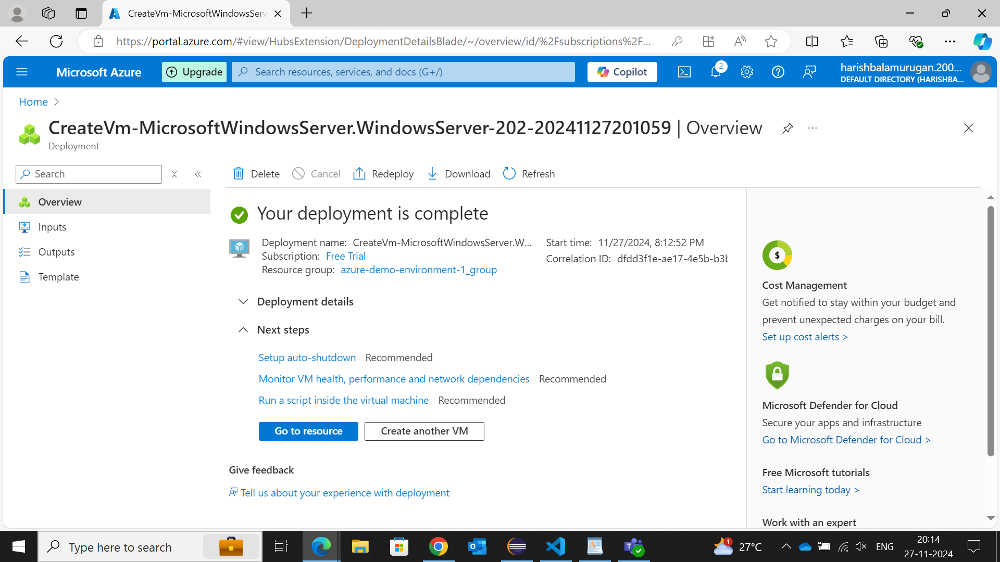 CreateVm-MicrosoftWindowsServ
https://portal.azure.com/#view/HubsExtension/DeploymentDetailsBlade/~/overview/id/%2Fsubscriptions%2F...
Microsoft Azure
Upgrade
Search resources, services, and docs (G+/)
Copilot
2
harishbalamurugan.200...
DEFAULT DIRECTORY (HARISHBA...
Home
CreateVm-MicrosoftWindowsServer.WindowsServer-202-20241127201059 | Overview
Deployment
Search
Delete
Cancel
Redeploy
Download
Refresh
Overview
Inputs
Outputs
Template
Your deployment is complete
Deployment name: CreateVm-MicrosoftWindowsServer.W...
Subscription: Free Trial
Resource group: azure-demo-environment-1_group
Start time: 11/27/2024, 8:12:52 PM
Correlation ID: dfdd3f1e-ae17-4e5b-b3b
Deployment details
Next steps
Setup auto-shutdown Recommended
Monitor VM health, performance and network dependencies Recommended
Run a script inside the virtual machine Recommended
Go to resource
Create another VM
Give feedback
Tell us about your experience with deployment
$
Cost Management
Get notified to stay within your budget and
prevent unexpected charges on your bill.
Set up cost alerts >
Microsoft Defender for Cloud
Secure your apps and infrastructure
Go to Microsoft Defender for Cloud >
Free Microsoft tutorials
Start learning today >
Work with an expert
Type here to search
1
27°C
ENG
20:14
27-11-2024